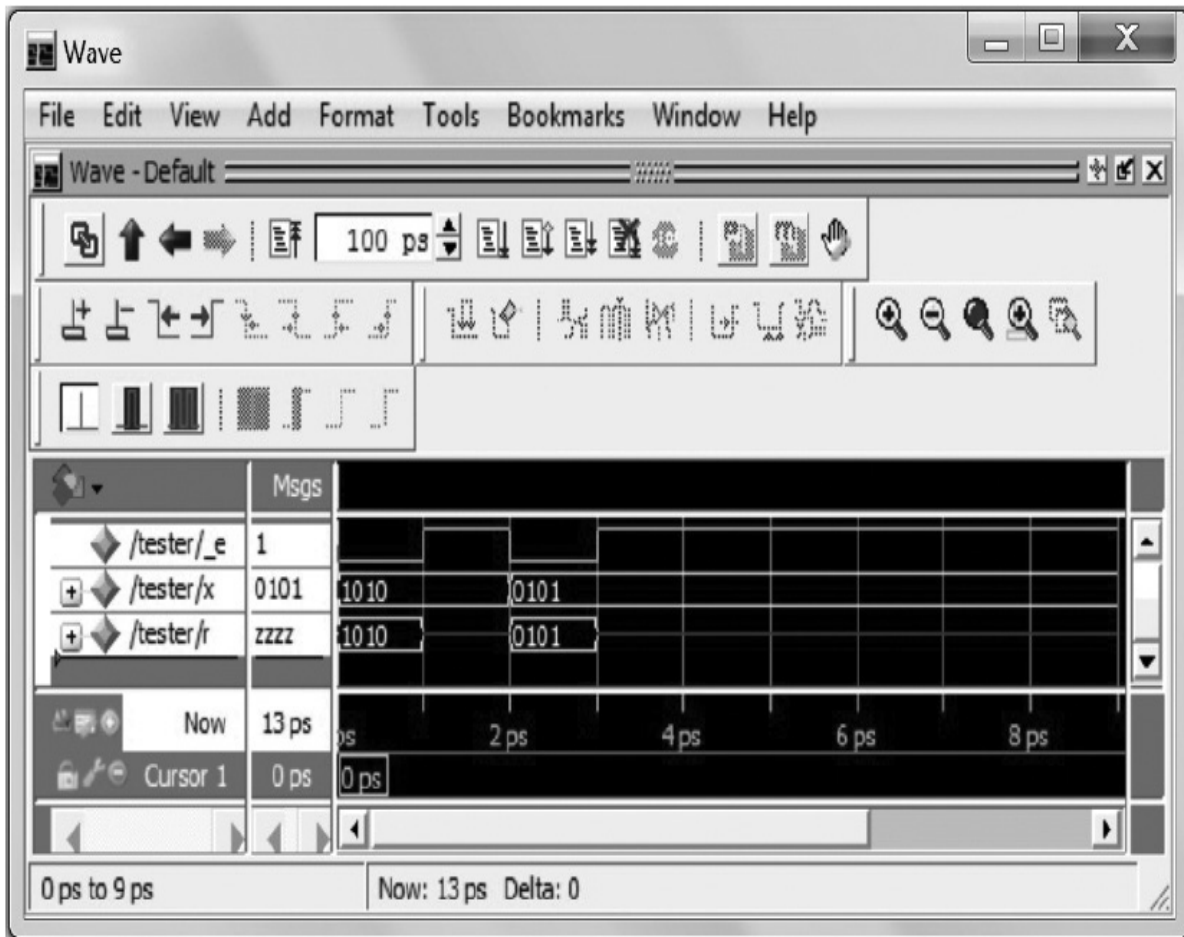 Wave
File Edit View Add Format Tools Bookmarks Window Help
Wave - Default
100 ps
Msgs
/tester/_e 1
/tester/x 0101 1010 0101
/tester/r zzzz 1010 0101
Now 13 ps ps 2 ps 4 ps 6 ps 8 ps
Cursor 1 0 ps 0 ps
0 ps to 9 ps Now: 13 ps Delta: 0